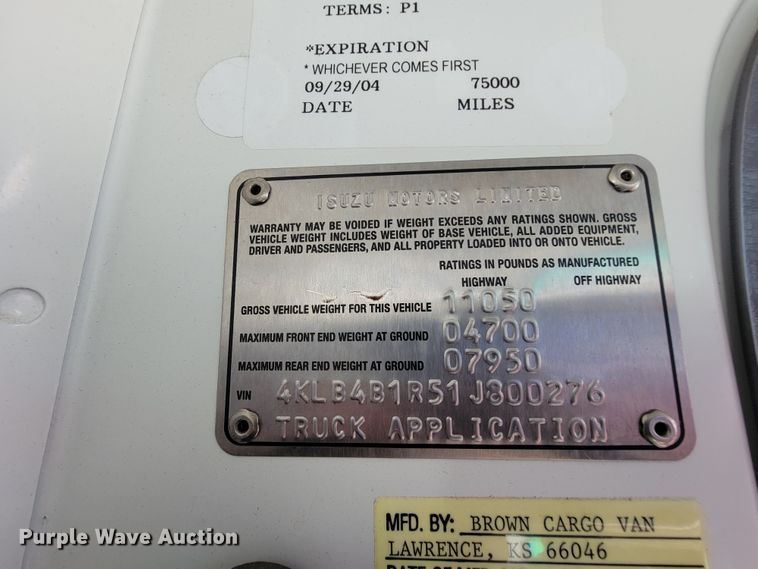 TERMS: P1
*EXPIRATION
* WHICHEVER COMES FIRST
09/29/04 75000
DATE MILES
ISUZU MOTORS LIMITED
WARRANTY MAY BE VOIDED IF WEIGHT EXCEEDS ANY RATINGS SHOWN. GROSS
VEHICLE WEIGHT INCLUDES WEIGHT OF BASE VEHICLE, ALL ADDED EQUIPMENT,
DRIVER AND PASSENGERS, AND ALL PROPERTY LOADED INTO OR ONTO VEHICLE.
RATINGS IN POUNDS AS MANUFACTURED
HIGHWAY OFF HIGHWAY
GROSS VEHICLE WEIGHT FOR THIS VEHICLE 11050
MAXIMUM FRONT END WEIGHT AT GROUND 04700
MAXIMUM REAR END WEIGHT AT GROUND 07950
VIN 4KLB4B1R51J800276
TRUCK APPLICATION
MFD. BY: BROWN CARGO VAN
LAWRENCE, KS 66046
Purple Wave Auction